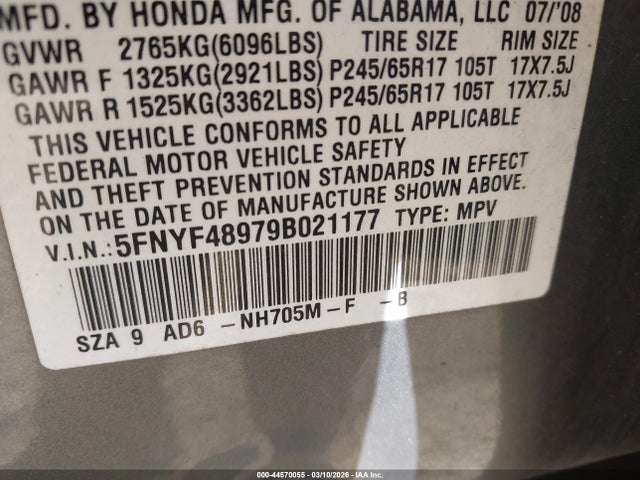 MFD. BY HONDA MFG. OF ALABAMA, LLC 07/'08
GVWR 2765KG(6096LBS) TIRE SIZE RIM SIZE
GAWR F 1325KG(2921LBS) P245/65R17 105T 17X7.5J
GAWR R 1525KG(3362LBS) P245/65R17 105T 17X7.5J
THIS VEHICLE CONFORMS TO ALL APPLICABLE
FEDERAL MOTOR VEHICLE SAFETY
AND THEFT PREVENTION STANDARDS IN EFFECT
ON THE DATE OF MANUFACTURE SHOWN ABOVE.
V.I.N.:5FNYF48979B021177 TYPE: MPV
SZA 9 AD6 -NH705M-F -B
000-44570055 | 03/10/2026 | IAA Inc.